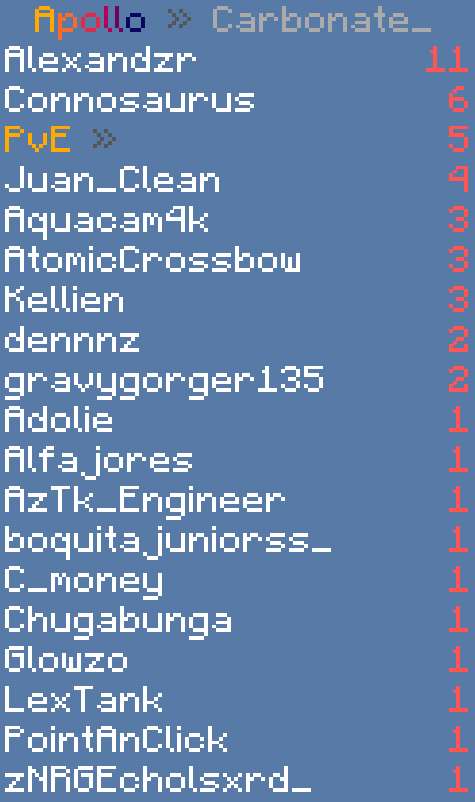 Apollo » Carbonate_
Alexandzr 11
Connosaurus 6
PvE » 5
Juan_Clean 4
Aquacam4k 3
AtomicCrossbow 3
Kellien 3
dennnz 2
gravygorger135 2
Adolie 1
Alfajores 1
AzTk_Engineer 1
boquitajuniorss_ 1
C_money 1
Chugabunga 1
Glowzo 1
LexTank 1
PointAnClick 1
zNRGEcholsxrd_ 1